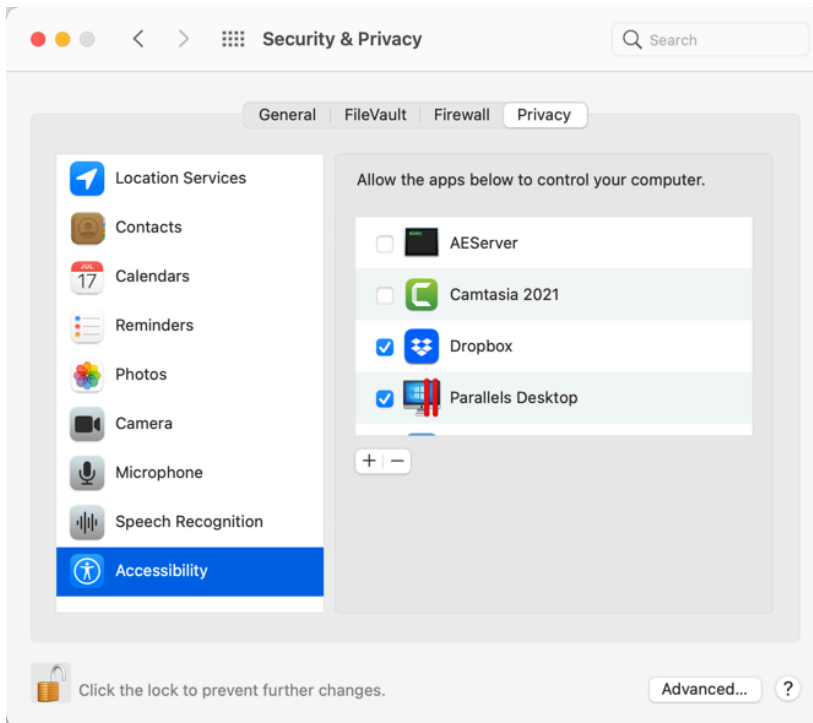 Security & Privacy
Search
General FileVault Firewall Privacy
Location Services
Contacts
JUL
17
Calendars
Reminders
Photos
Camera
Microphone
Speech Recognition
Accessibility
Allow the apps below to control your computer.
AEServer
Camtasia 2021
Dropbox
Parallels Desktop
+ −
Click the lock to prevent further changes.
Advanced... ?